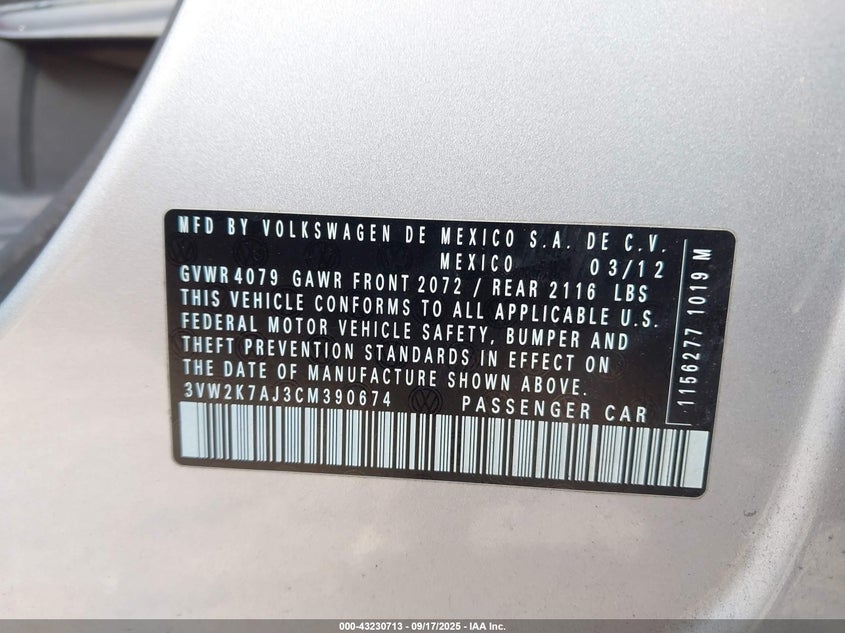 MFD BY VOLKSWAGEN DE MEXICO S.A. DE C.V.
MEXICO 03/12
GVWR 4079 GAWR FRONT 2072 / REAR 2116 LBS
THIS VEHICLE CONFORMS TO ALL APPLICABLE U.S.
FEDERAL MOTOR VEHICLE SAFETY, BUMPER AND
THEFT PREVENTION STANDARDS IN EFFECT ON
THE DATE OF MANUFACTURE SHOWN ABOVE.
3VW2K7AJ3CM390674 PASSENGER CAR
1156277 1019 M
000-43230713 - 09/17/2025 - IAA Inc.